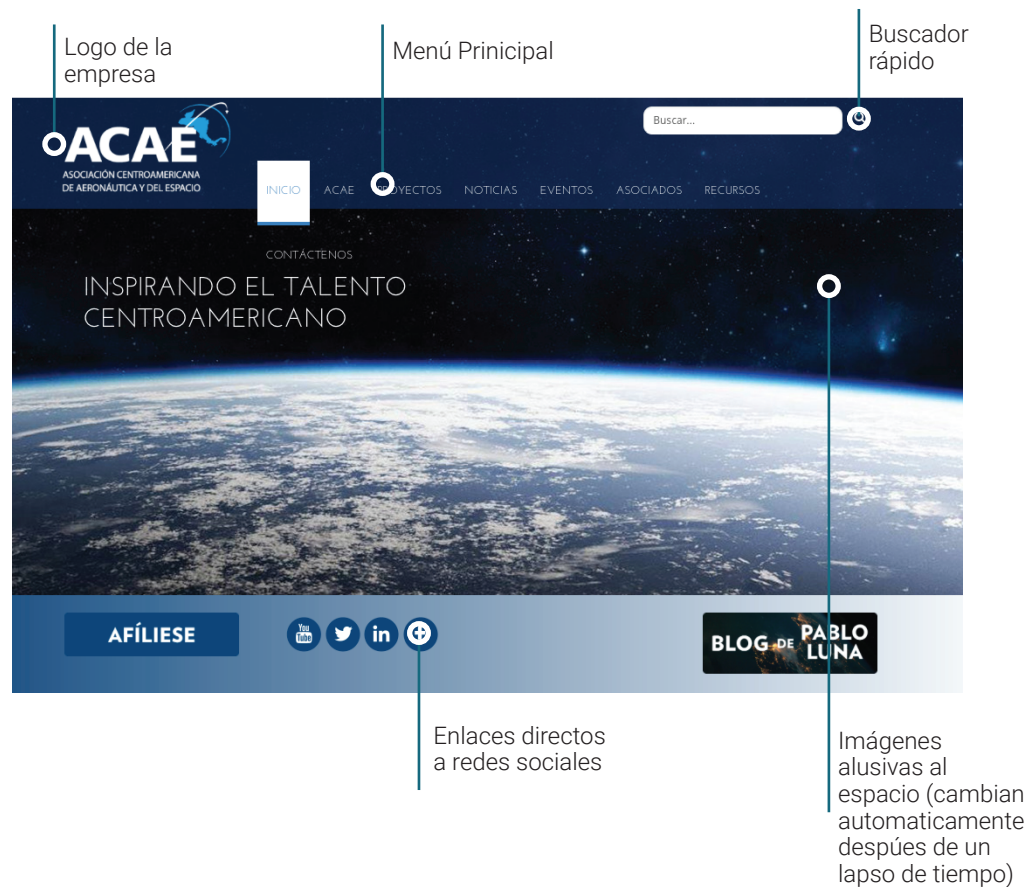 Logo de la
empresa
Menú Prinicipal
Buscador
rápido
ACAE
ASOCIACIÓN CENTROAMERICANA
DE AERONÁUTICA Y DEL ESPACIO
Buscar...
INICIO ACAE PROYECTOS NOTICIAS EVENTOS ASOCIADOS RECURSOS
CONTÁCTENOS
INSPIRANDO EL TALENTO
CENTROAMERICANO
AFÍLIESE
You
Tube
in
BLOG DE PABLO
LUNA
Enlaces directos
a redes sociales
Imágenes
alusivas al
espacio (cambian
automaticamente
despúes de un
lapso de tiempo)